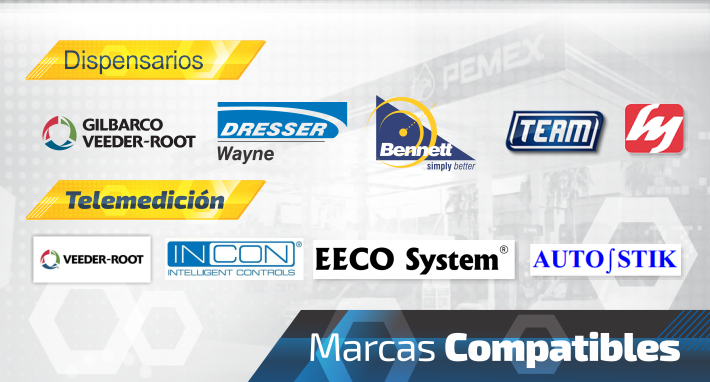 Dispensarios
PEMEX
GILBARCO
VEEDER-ROOT
DRESSER
Wayne
Bennett
simply better
TEAM
Telemedición
VEEDER-ROOT
INCON®
INTELLIGENT CONTROLS
EECO System®
AUTO∫STIK
Marcas Compatibles